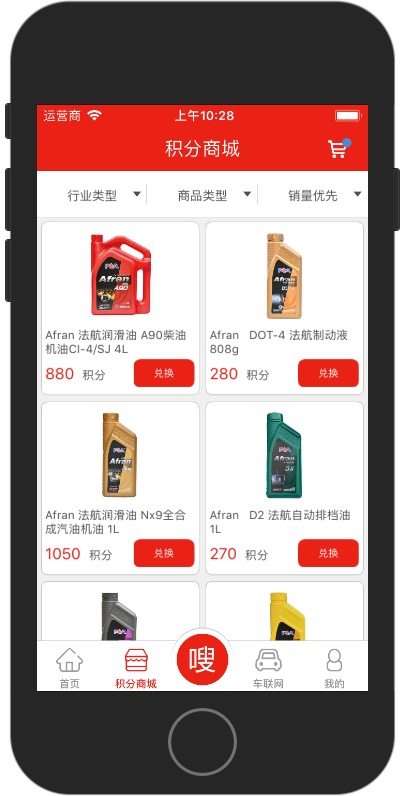 运营商 上午10:28
积分商城
行业类型 商品类型 销量优先
Afran
A90
Afran 法航润滑油 A90柴油
机油CI-4/SJ 4L
880 积分 兑换
Afran DOT-4 法航制动液
808g
280 积分 兑换
Afran
Afran 法航润滑油 Nx9全合
成汽油机油 1L
1050 积分 兑换
Afran
Afran D2 法航自动排档油
1L
270 积分 兑换
首页
积分商城
嗖
车联网
我的